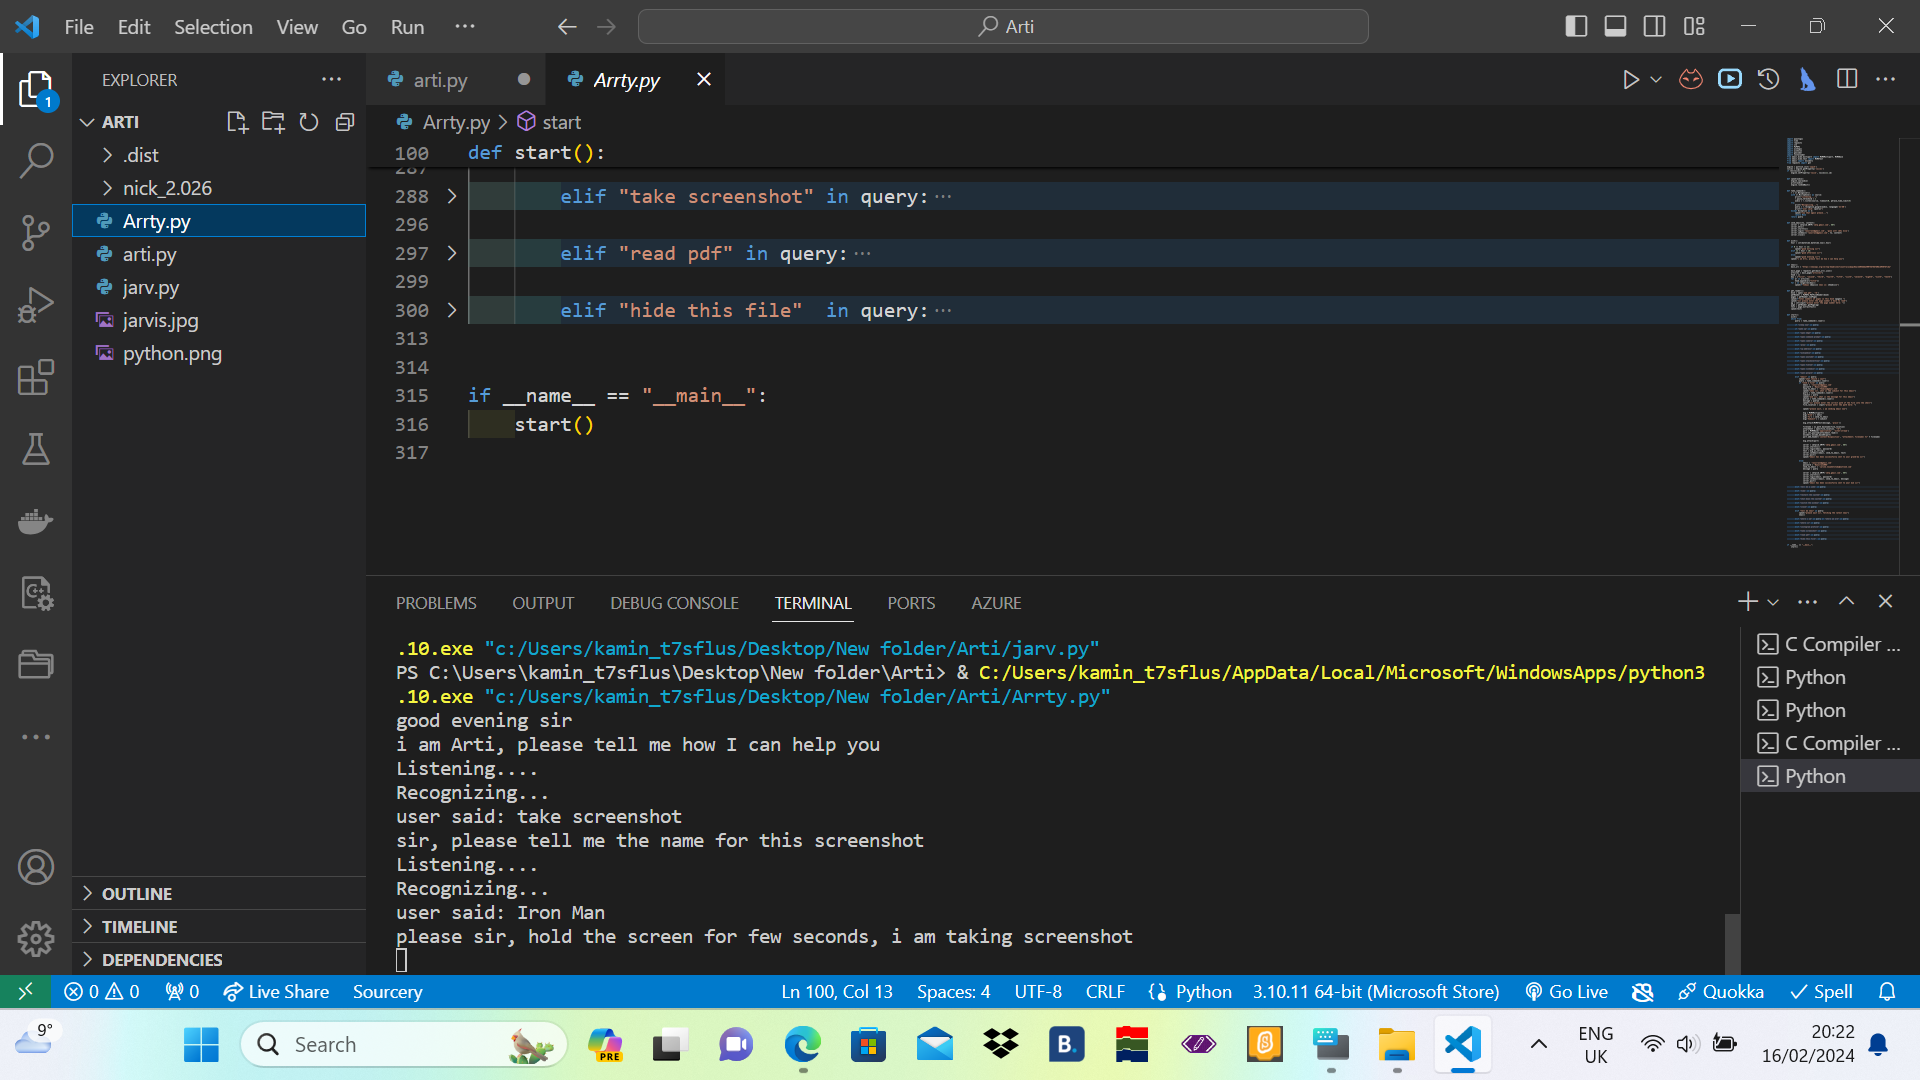 File Edit Selection View Go Run ···
Arti
EXPLORER
ARTI
.dist
nick_2.026
Arrty.py
arti.py
jarv.py
jarvis.jpg
python.png
OUTLINE
TIMELINE
DEPENDENCIES
1
arti.py
Arrty.py
Arrty.py > start
100 def start():
287
288 elif "take screenshot" in query:···
296
297 elif "read pdf" in query:···
299
300 elif "hide this file"  in query:···
313
314
315 if __name__ == "__main__":
316 start()
317
PROBLEMS OUTPUT DEBUG CONSOLE TERMINAL PORTS AZURE
.10.exe "c:/Users/kamin_t7sflus/Desktop/New folder/Arti/jarv.py"
PS C:\Users\kamin_t7sflus\Desktop\New folder\Arti> & C:/Users/kamin_t7sflus/AppData/Local/Microsoft/WindowsApps/python3
.10.exe "c:/Users/kamin_t7sflus/Desktop/New folder/Arti/Arrty.py"
good evening sir
i am Arti, please tell me how I can help you
Listening....
Recognizing...
user said: take screenshot
sir, please tell me the name for this screenshot
Listening....
Recognizing...
user said: Iron Man
please sir, hold the screen for few seconds, i am taking screenshot
C Compiler ...
Python
Python
C Compiler ...
Python
0 0 0 Live Share Sourcery Ln 100, Col 13 Spaces: 4 UTF-8 CRLF Python 3.10.11 64-bit (Microsoft Store) Go Live Quokka Spell
9°
Search
PRE
B.
ENG
UK
20:22
16/02/2024